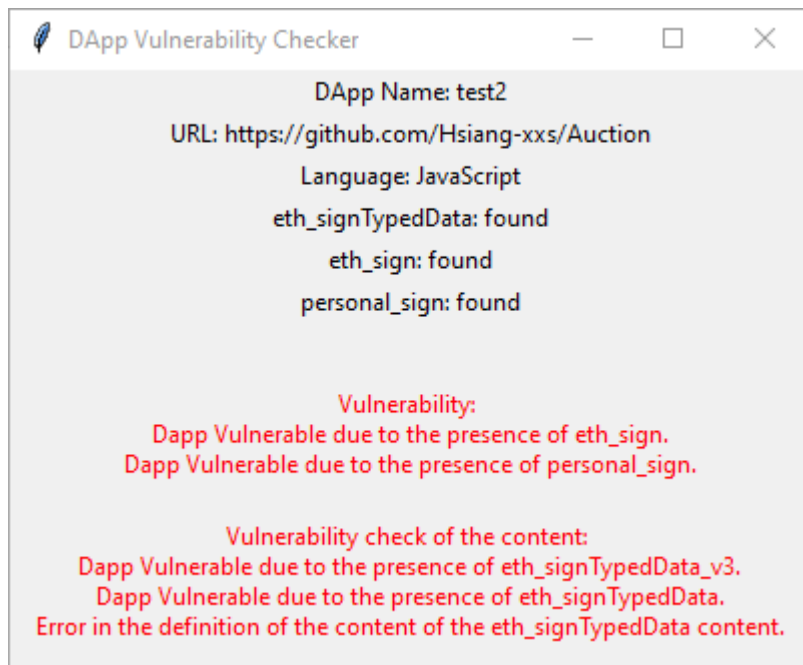 DApp Vulnerability Checker
DApp Name: test2
URL: https://github.com/Hsiang-xxs/Auction
Language: JavaScript
eth_signTypedData: found
eth_sign: found
personal_sign: found
Vulnerability:
Dapp Vulnerable due to the presence of eth_sign.
Dapp Vulnerable due to the presence of personal_sign.
Vulnerability check of the content:
Dapp Vulnerable due to the presence of eth_signTypedData_v3.
Dapp Vulnerable due to the presence of eth_signTypedData.
Error in the definition of the content of the eth_signTypedData content.